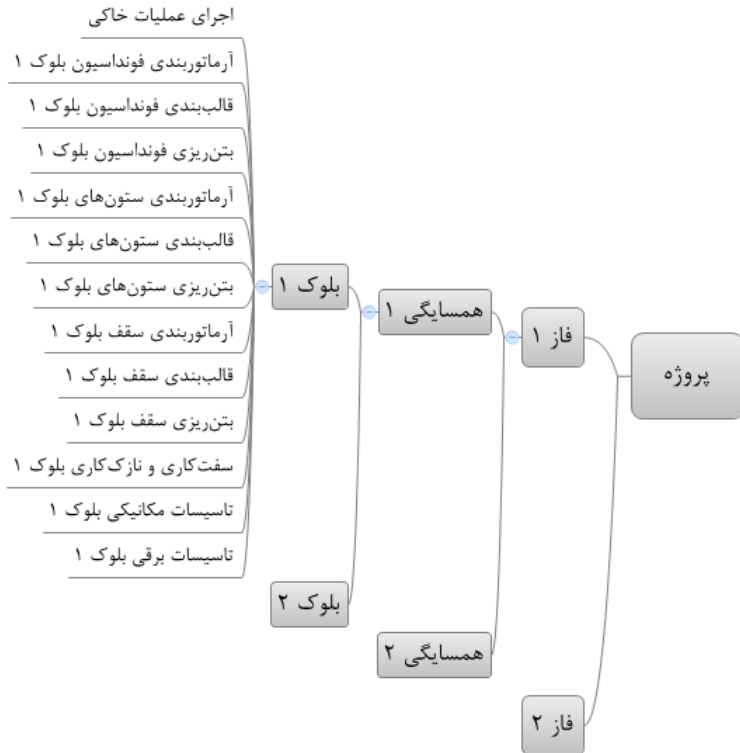 پروژه
فاز ۱
همسایگی ۱
بلوک ۱
اجرای عملیات خاکی
آرماتوربندی فونداسیون بلوک ۱
قالب‌بندی فونداسیون بلوک ۱
بتن‌ریزی فونداسیون بلوک ۱
آرماتوربندی ستون‌های بلوک ۱
قالب‌بندی ستون‌های بلوک ۱
بتن‌ریزی ستون‌های بلوک ۱
آرماتوربندی سقف بلوک ۱
قالب‌بندی سقف بلوک ۱
بتن‌ریزی سقف بلوک ۱
سفت‌کاری و نازک‌کاری بلوک ۱
تاسیسات مکانیکی بلوک ۱
تاسیسات برقی بلوک ۱
بلوک ۲
همسایگی ۲
فاز ۲